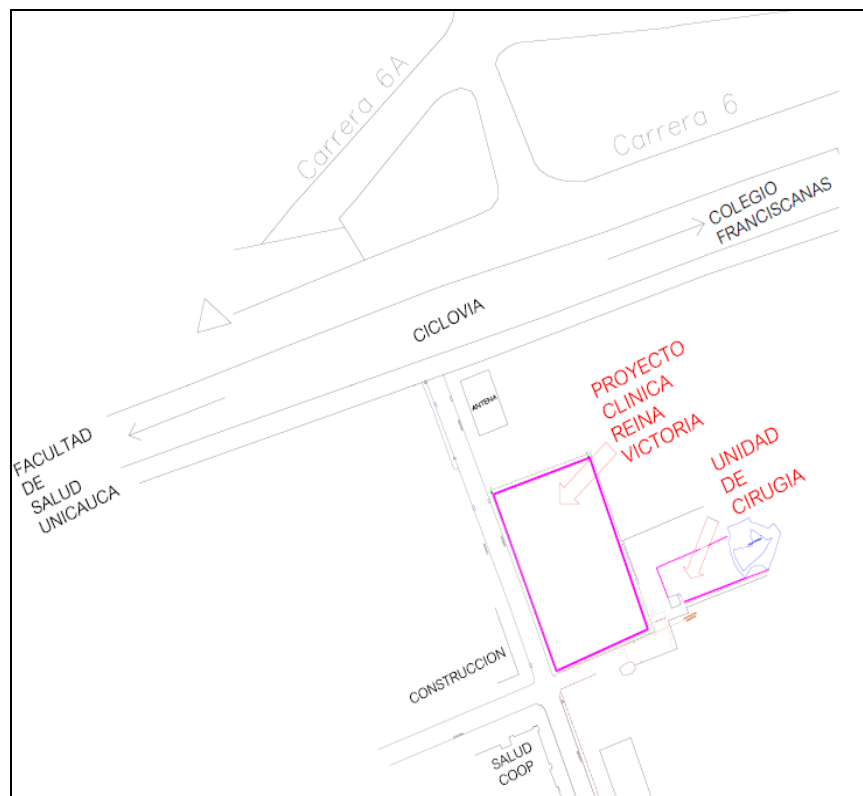 Carrera 6A
Carrera 6
COLEGIO
FRANCISCANAS
CICLOVIA
PROYECTO
CLINICA
REINA
VICTORIA
ANTENA
UNIDAD
DE
CIRUGIA
FACULTAD
DE
SALUD
UNICAUCA
CONSTRUCCION
SALUD
COOP